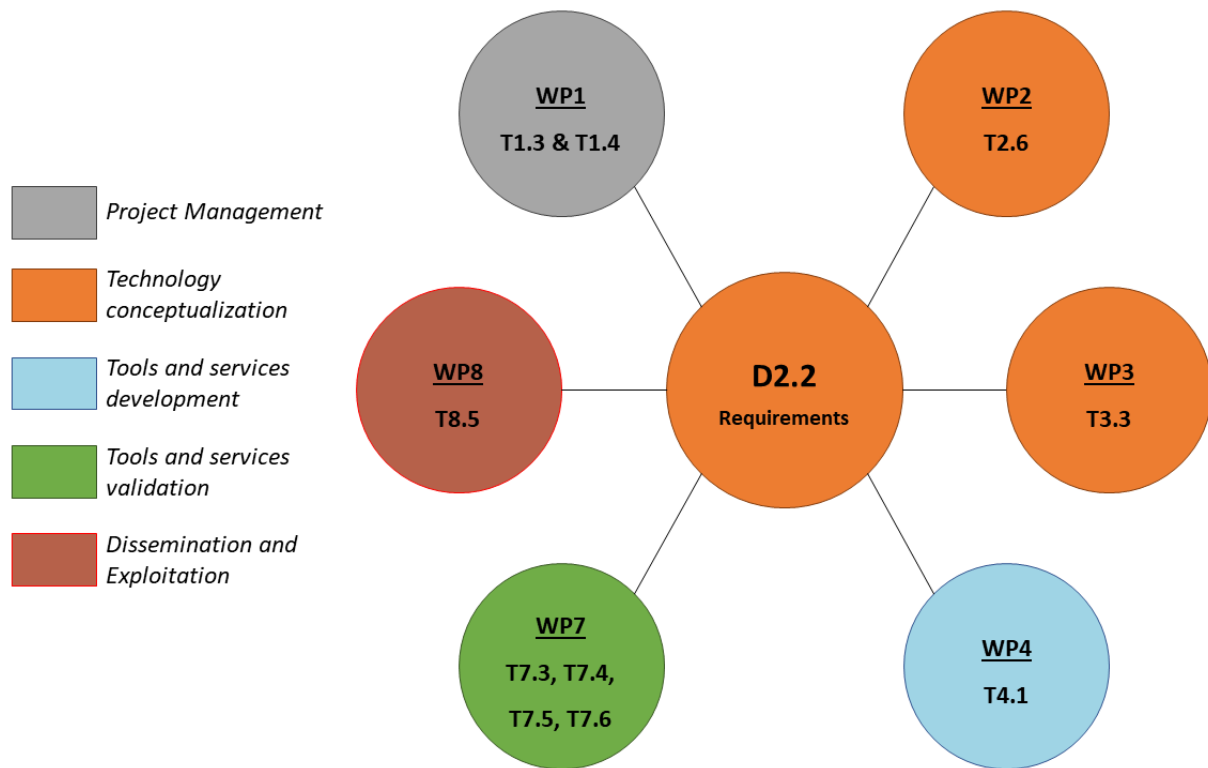 Project Management
Technology
conceptualization
Tools and services
development
Tools and services
validation
Dissemination and
Exploitation
WP1
T1.3 & T1.4
WP2
T2.6
WP8
T8.5
D2.2
Requirements
WP3
T3.3
WP7
T7.3, T7.4,
T7.5, T7.6
WP4
T4.1